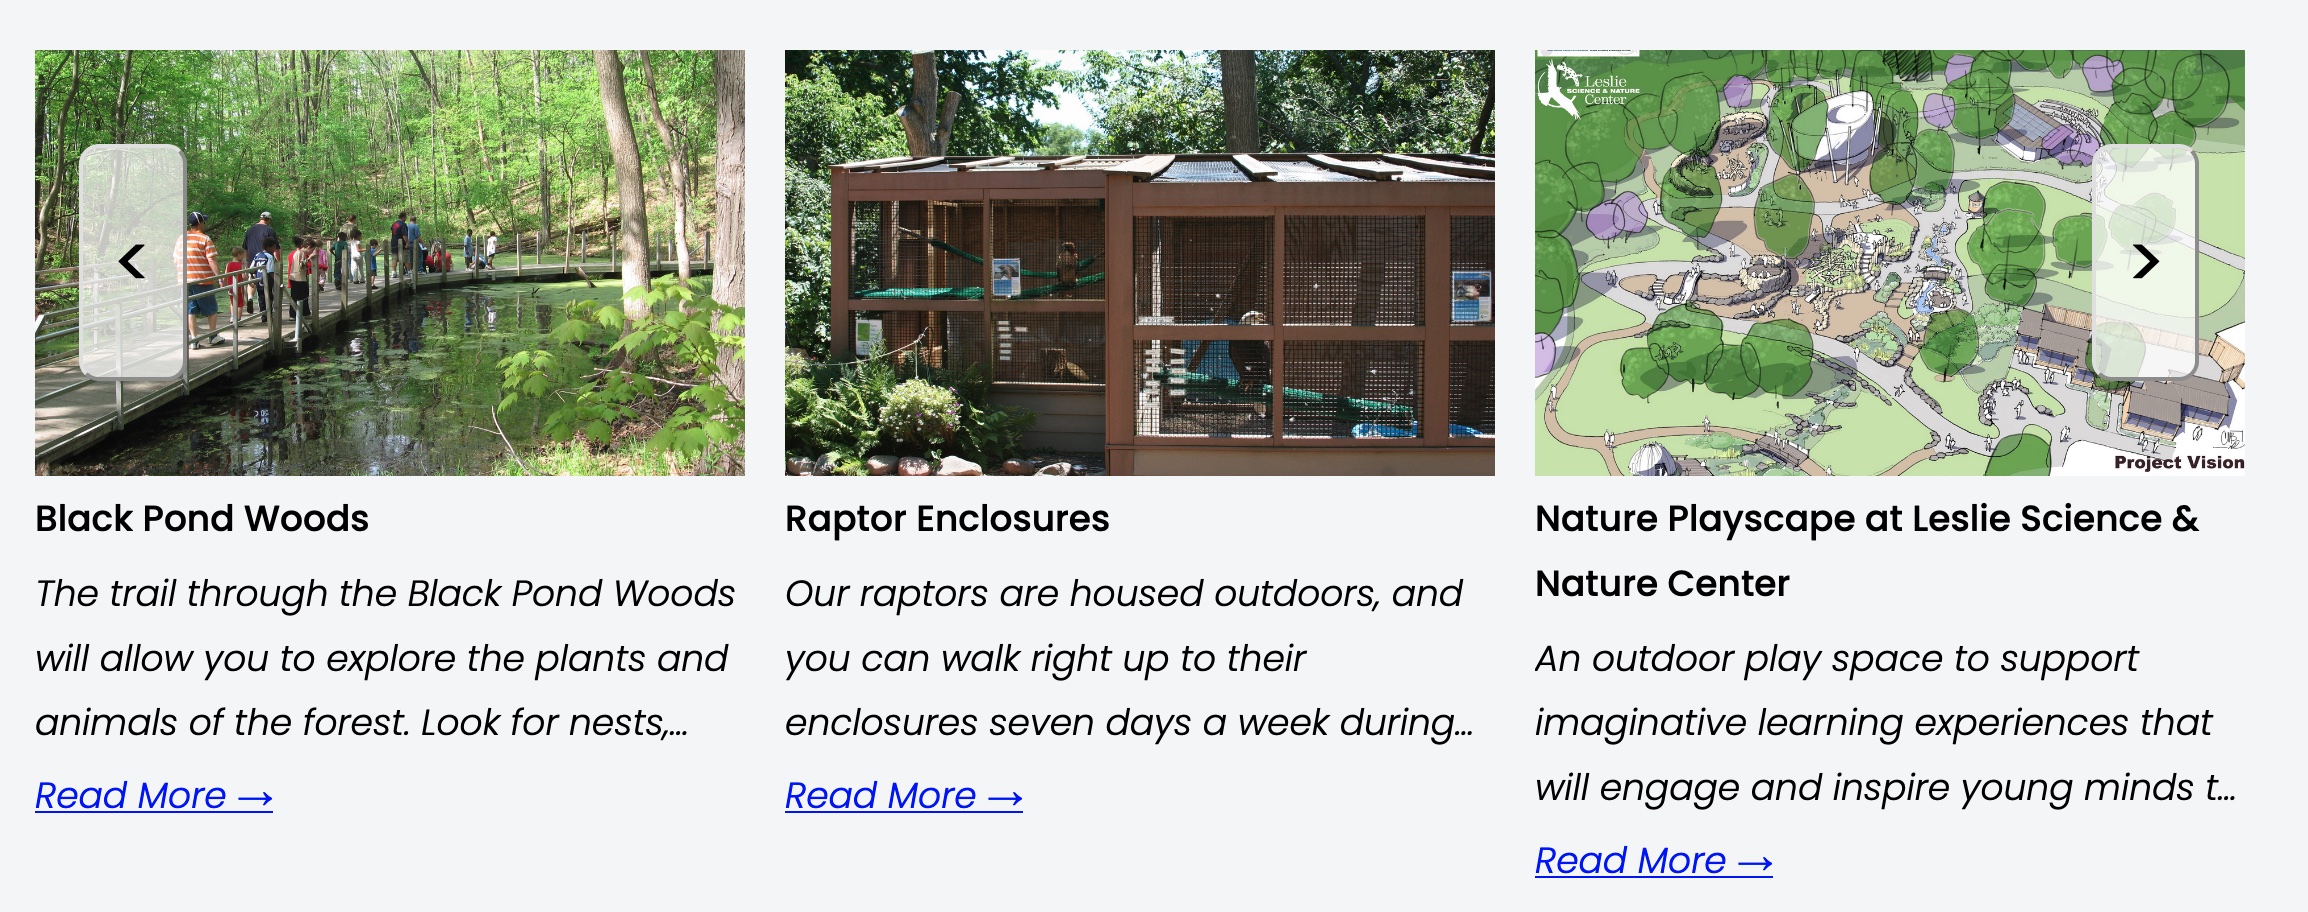 Leslie
SCIENCE & NATURE
Center
Project Vision
Black Pond Woods
The trail through the Black Pond Woods
will allow you to explore the plants and
animals of the forest. Look for nests,...
Read More →
Raptor Enclosures
Our raptors are housed outdoors, and
you can walk right up to their
enclosures seven days a week during...
Read More →
Nature Playscape at Leslie Science &
Nature Center
An outdoor play space to support
imaginative learning experiences that
will engage and inspire young minds t...
Read More →